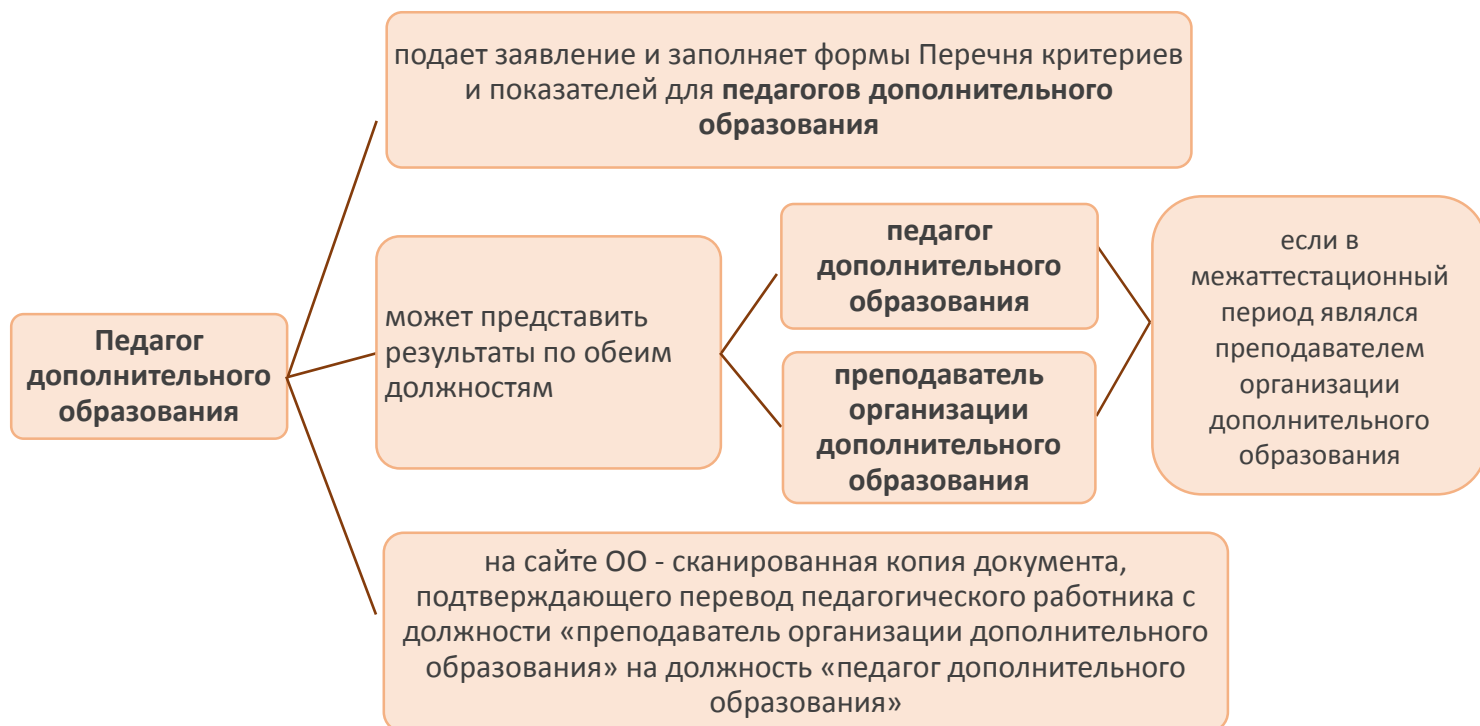 подает заявление и заполняет формы Перечня критериев
и показателей для педагогов дополнительного
образования
Педагог
дополнительного
образования
может представить
результаты по обеим
должностям
педагог
дополнительного
образования
преподаватель
организации
дополнительного
образования
если в
межаттестационный
период являлся
преподавателем
организации
дополнительного
образования
на сайте ОО - сканированная копия документа,
подтверждающего перевод педагогического работника с
должности «преподаватель организации дополнительного
образования» на должность «педагог дополнительного
образования»